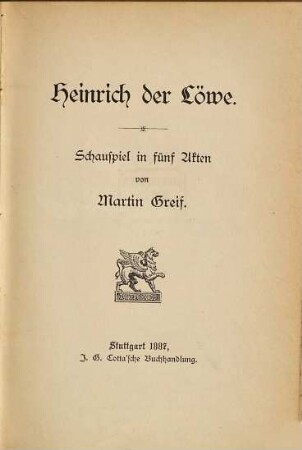 Heinrich der Löwe.
Schauspiel in fünf Akten
von
Martin Greif.
Stuttgart 1887,
J. G. Cotta'sche Buchhandlung.